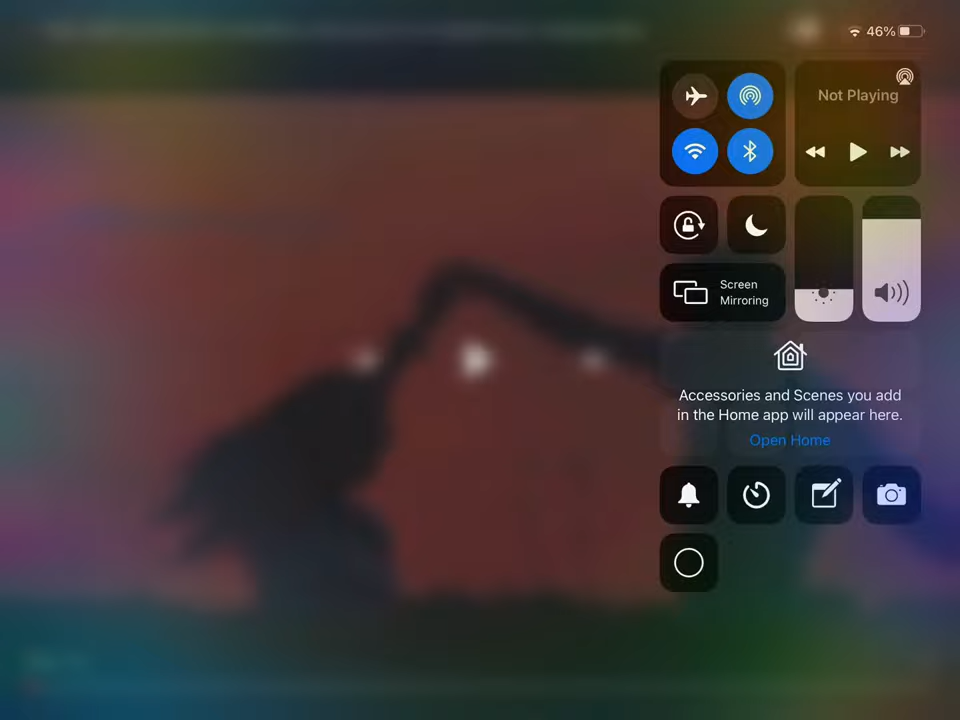 46%
Not Playing
Screen
Mirroring
Accessories and Scenes you add
in the Home app will appear here.
Open Home